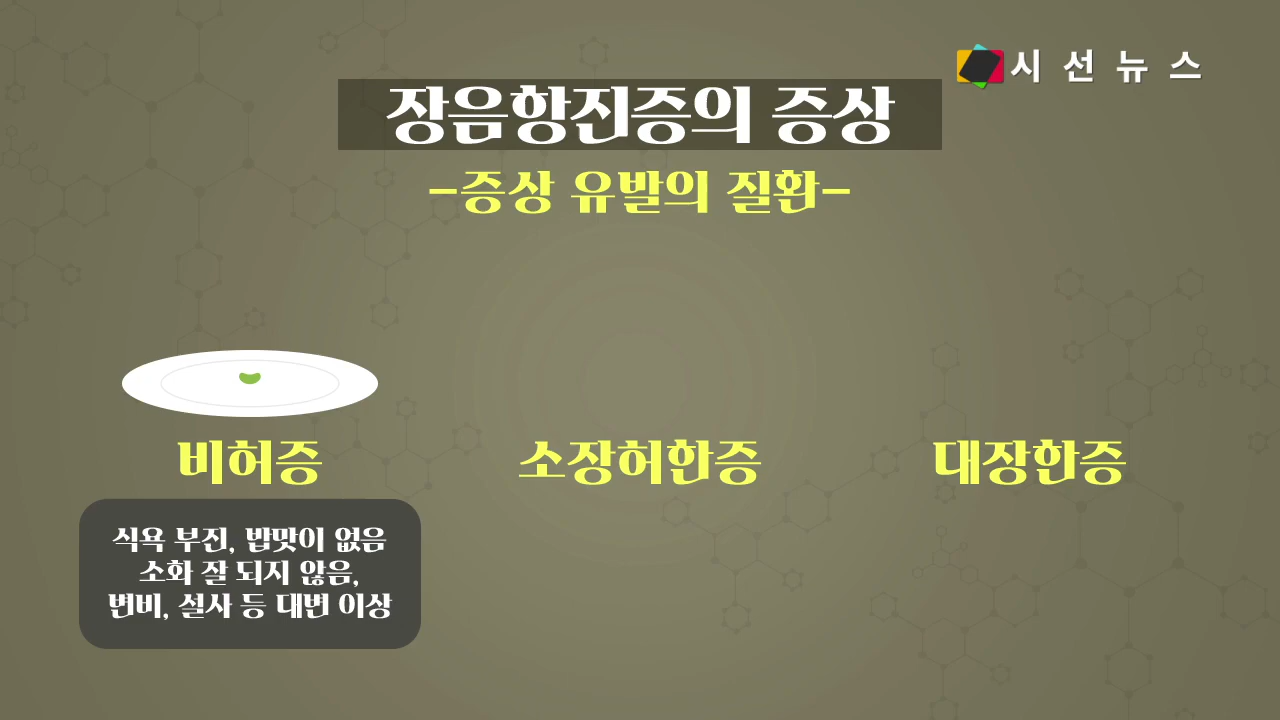 시선뉴스
장음항진증의 증상
-증상 유발의 질환-
비허증
소장허한증
대장한증
식욕 부진, 밥맛이 없음
소화 잘 되지 않음,
변비, 설사 등 대변 이상